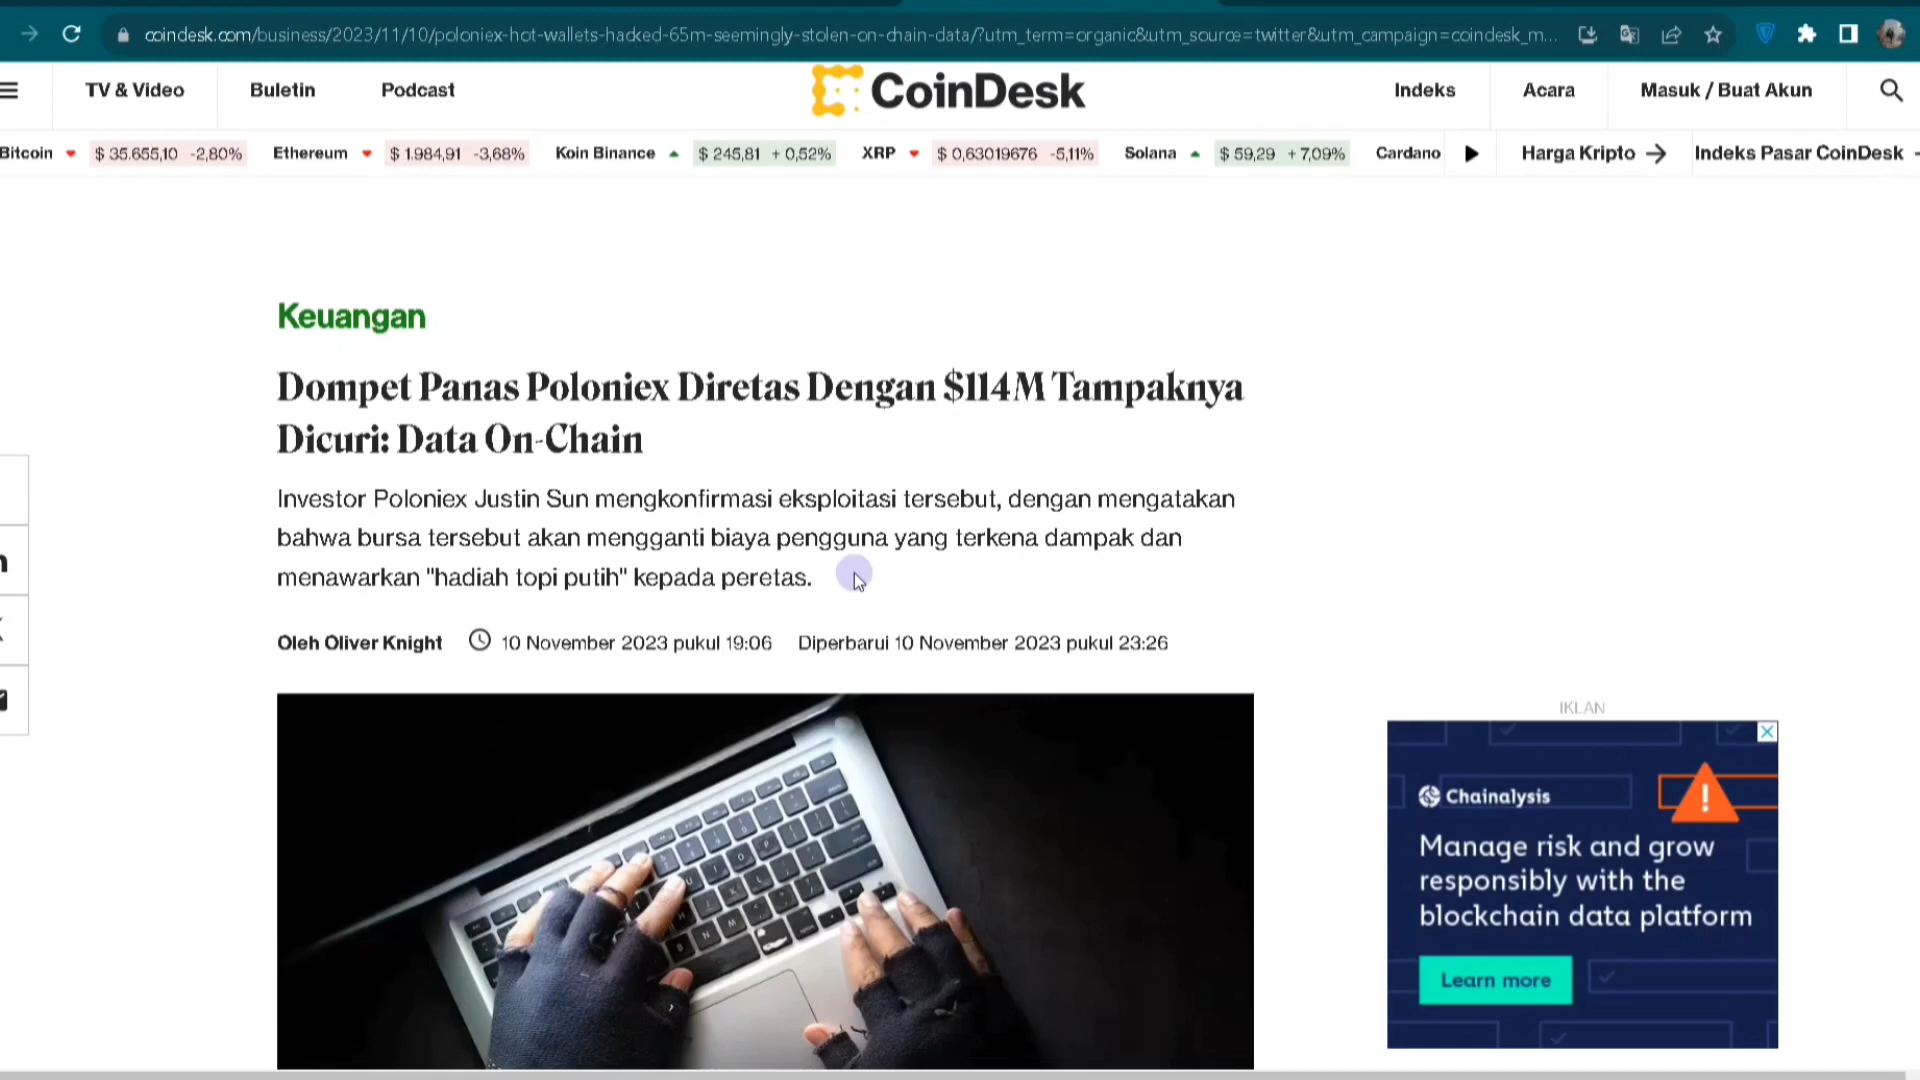 coindesk.com/business/2023/11/10/poloniex-hot-wallets-hacked-65m-seemingly-stolen-on-chain-data/?utm_term=organic&utm_source=twitter&utm_campaign=coindesk_m...
TV & Video
Buletin
Podcast
CoinDesk
Indeks
Acara
Masuk / Buat Akun
Bitcoin $ 35.655,10 -2,80% Ethereum $ 1.984,91 -3,68% Koin Binance $ 245,81 + 0,52% XRP $ 0,63019676 -5,11% Solana $ 59,29 + 7,09% Cardano Harga Kripto → Indeks Pasar CoinDesk
Keuangan
Dompet Panas Poloniex Diretas Dengan $114M Tampaknya
Dicuri: Data On-Chain
Investor Poloniex Justin Sun mengkonfirmasi eksploitasi tersebut, dengan mengatakan
bahwa bursa tersebut akan mengganti biaya pengguna yang terkena dampak dan
menawarkan "hadiah topi putih" kepada peretas.
Oleh Oliver Knight 10 November 2023 pukul 19:06 Diperbarui 10 November 2023 pukul 23:26
IKLAN
Chainalysis
Manage risk and grow
responsibly with the
blockchain data platform
Learn more